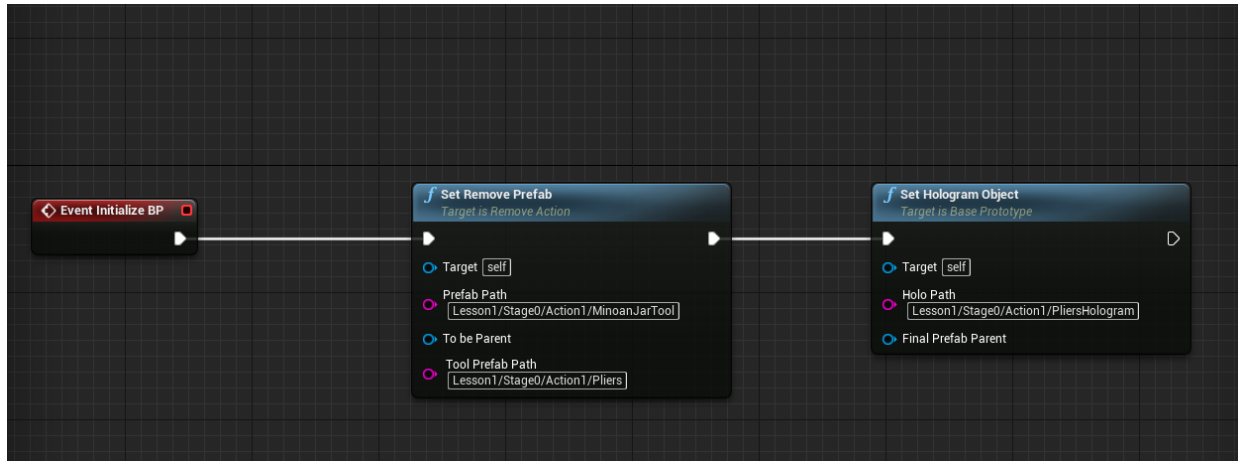 Event Initialize BP
f Set Remove Prefab
Target is Remove Action
Target self
Prefab Path
Lesson1/Stage0/Action1/MinoanJarTool
To be Parent
Tool Prefab Path
Lesson1/Stage0/Action1/Pliers
f Set Hologram Object
Target is Base Prototype
Target self
Holo Path
Lesson1/Stage0/Action1/PliersHologram
Final Prefab Parent